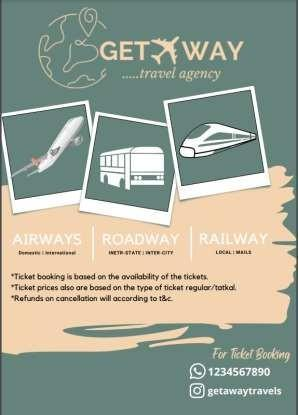 GETAWAY
.....travel agency
AIRWAYS
Domestic | International
ROADWAY
INETR-STATE | INTER-CITY
RAILWAY
LOCAL | MAILS
*Ticket booking is based on the availability of the tickets.
*Ticket prices also are based on the type of ticket regular/tatkal.
*Refunds on cancellation will according to t&c.
For Ticket Booking
1234567890
getawaytravels